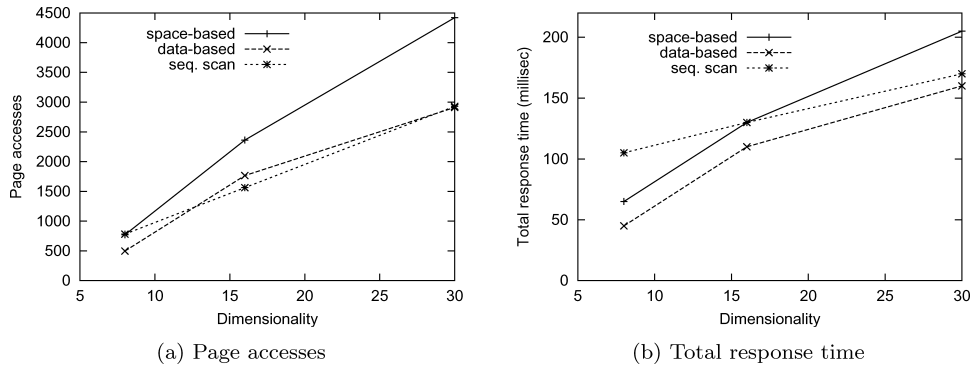 4500
4000
3500
3000
2500
2000
1500
1000
500
0
Page accesses
space-based
data-based
seq. scan
5 10 15 20 25 30
Dimensionality
(a) Page accesses
200
150
100
50
0
Total response time (millisec)
space-based
data-based
seq. scan
5 10 15 20 25 30
Dimensionality
(b) Total response time